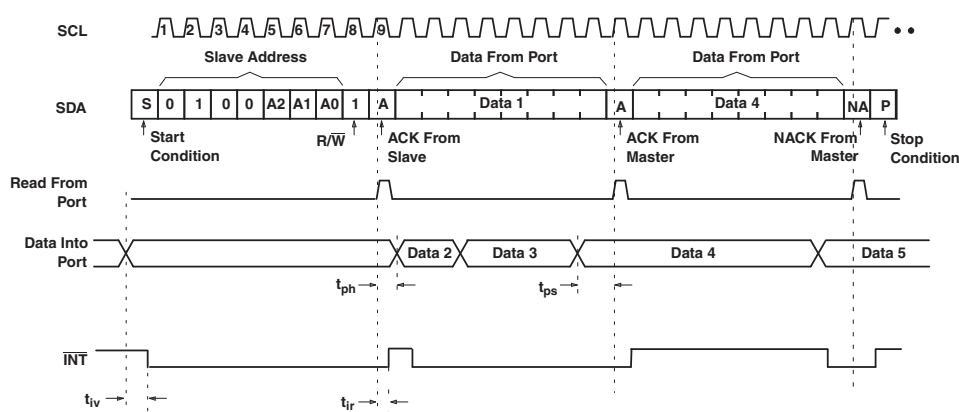 SCL
1 2 3 4 5 6 7 8 9
Slave Address
Data From Port
Data From Port
SDA
S 0 1 0 0 A2 A1 A0 1 A Data 1 A Data 4 NA P
Start
Condition
R/W
ACK From
Slave
ACK From
Master
NACK From
Master
Stop
Condition
Read From
Port
Data Into
Port
Data 2
Data 3
Data 4
Data 5
tph
tps
INT
tiv
tir